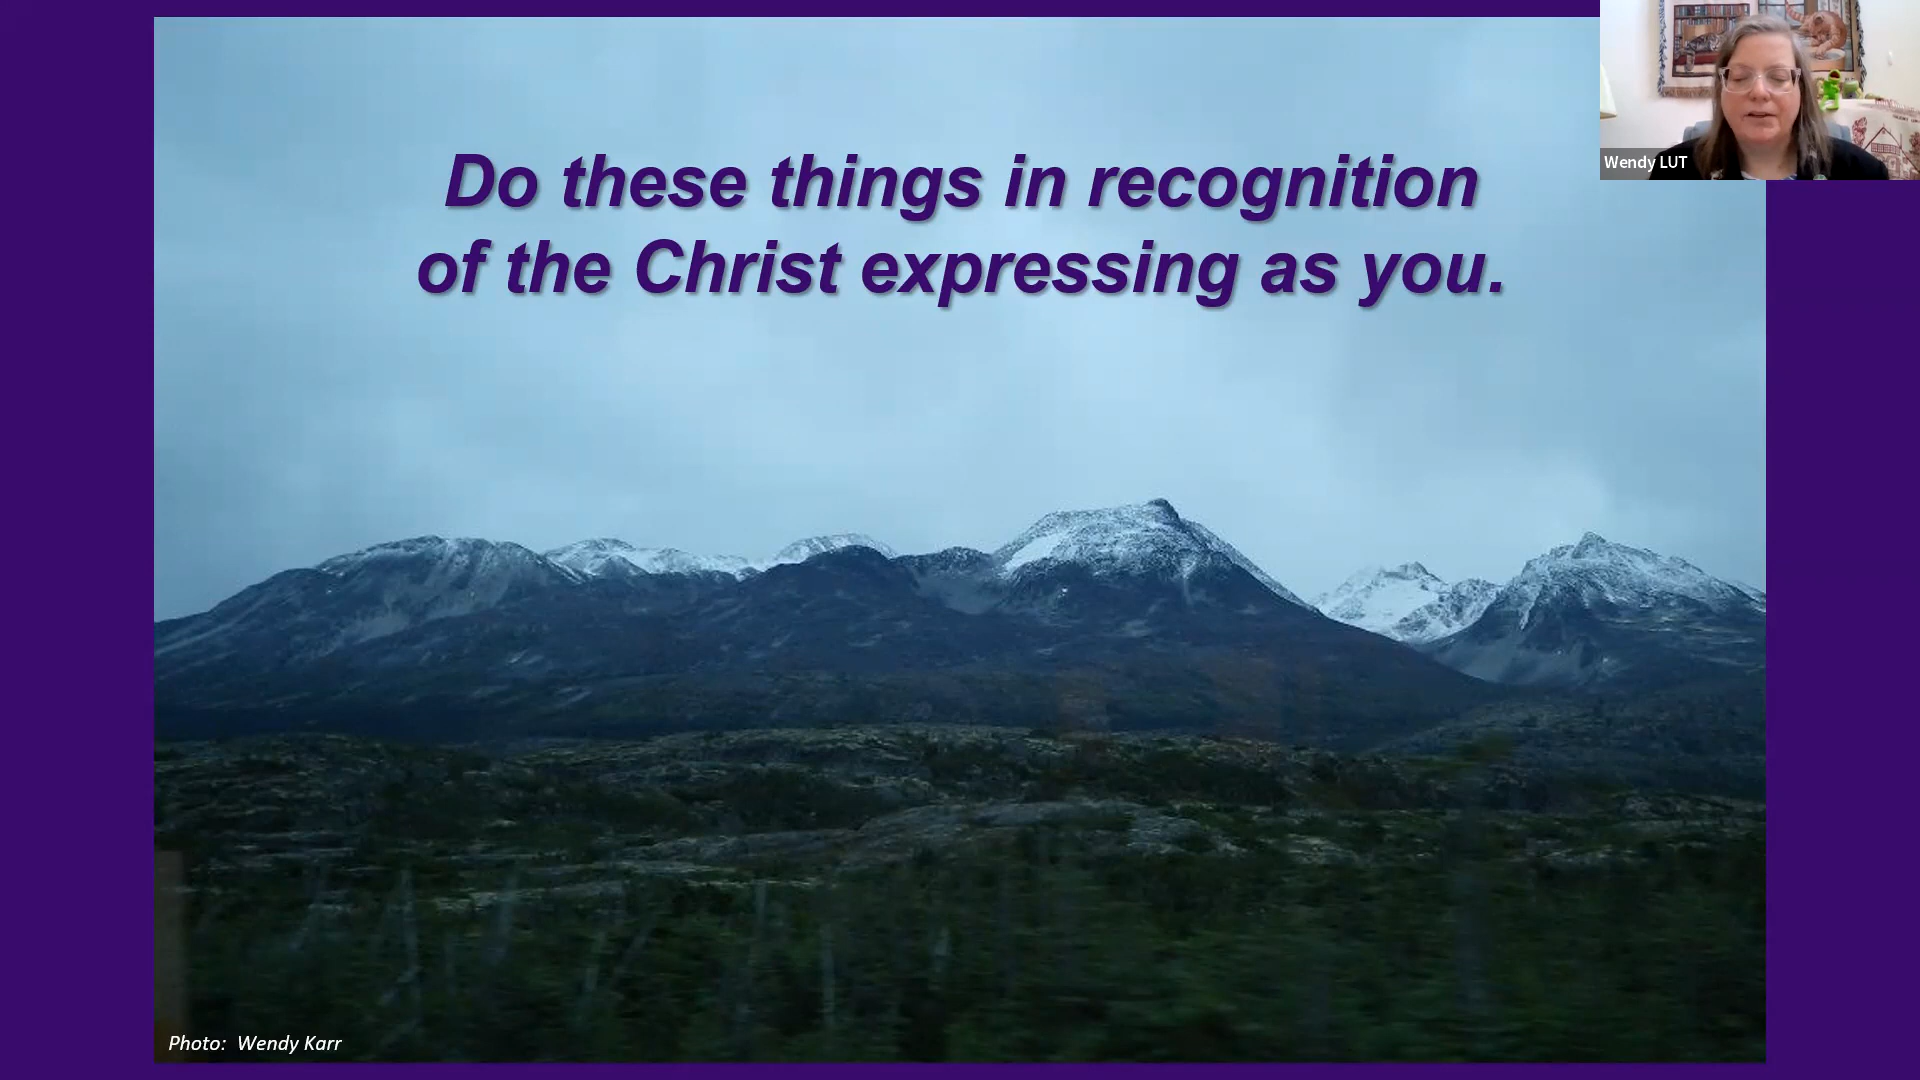 Do these things in recognition
of the Christ expressing as you.
Wendy LUT
Photo: Wendy Karr